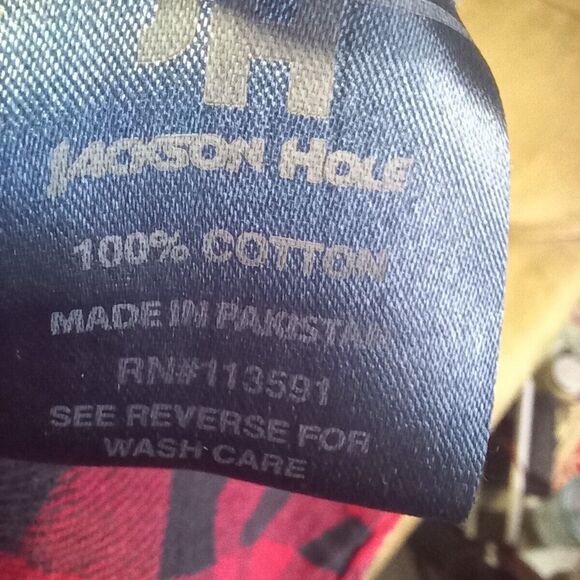 JH
JACKSON HOLE
100% COTTON
MADE IN PAKISTAN
RN#113591
SEE REVERSE FOR
WASH CARE